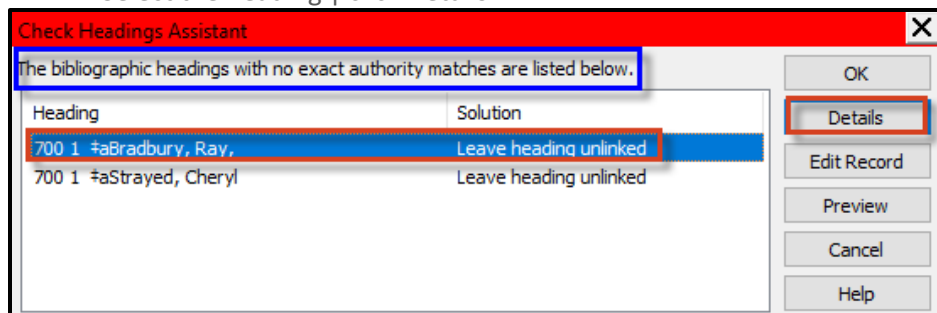 Check Headings Assistant
The bibliographic headings with no exact authority matches are listed below.
Heading Solution
700 1 ‡aBradbury, Ray, Leave heading unlinked
700 1 ‡aStrayed, Cheryl Leave heading unlinked
OK
Details
Edit Record
Preview
Cancel
Help